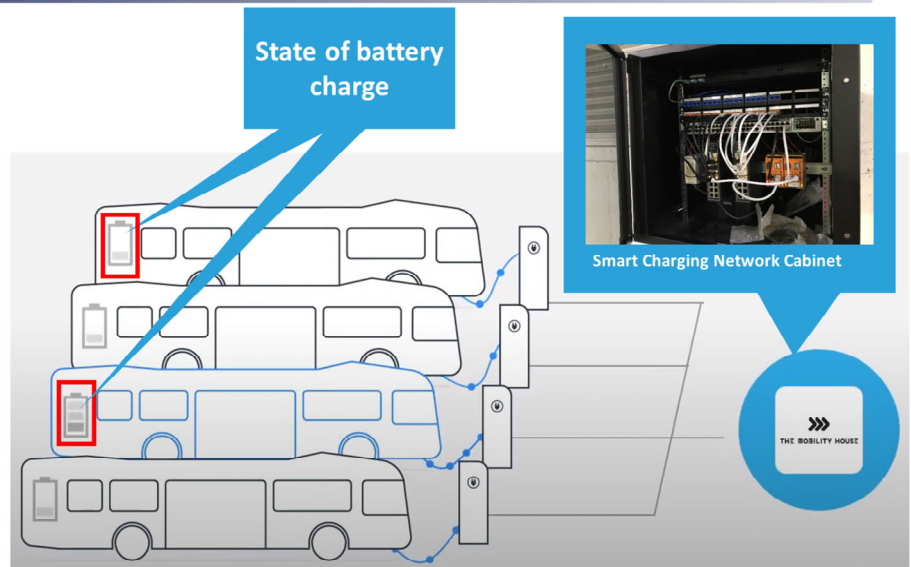 State of battery
charge
Smart Charging Network Cabinet
THE MOBILITY HOUSE